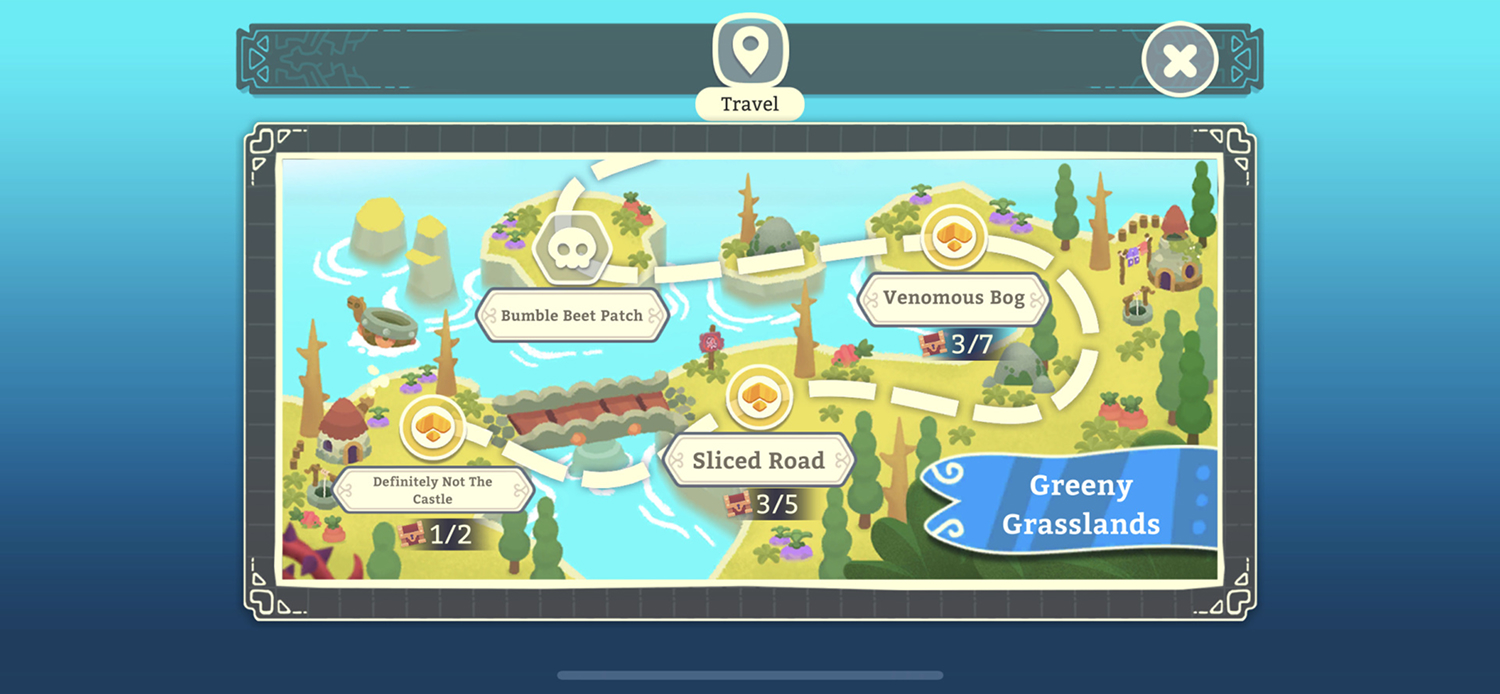 Travel
Bumble Beet Patch
Venomous Bog
3/7
Sliced Road
3/5
Definitely Not The
Castle
1/2
Greeny
Grasslands